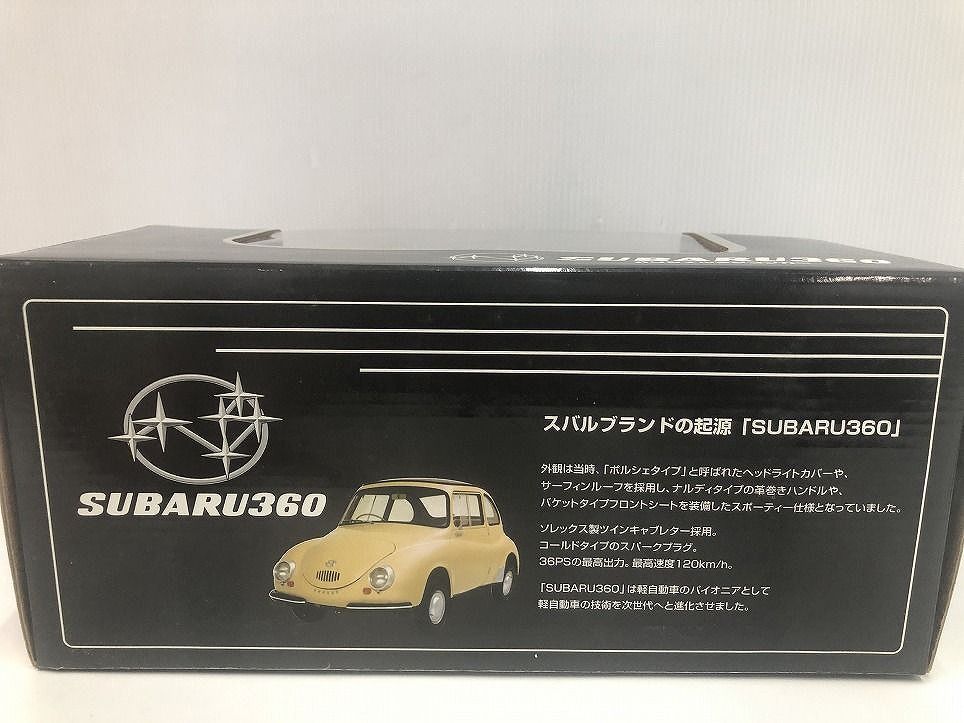 SUBARU360
スバルブランドの起源「SUBARU360」
SUBARU360
外観は当時、「ポルシェタイプ」と呼ばれたヘッドライトカバーや、
サーフィンルーフを採用し、ナルディタイプの革巻きハンドルや、
バケットタイプフロントシートを装備したスポーティー仕様となっていました。
ソレックス製ツインキャブレター採用。
コールドタイプのスパークプラグ。
36PSの最高出力。最高速度120km/h。
「SUBARU360」は軽自動車のパイオニアとして
軽自動車の技術を次世代へと進化させました。